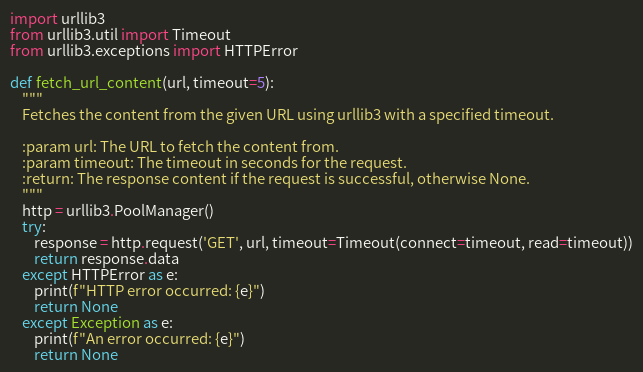 import urllib3
from urllib3.util import Timeout
from urllib3.exceptions import HTTPError

def fetch_url_content(url, timeout=5):
    """
    Fetches the content from the given URL using urllib3 with a specified timeout.

    :param url: The URL to fetch the content from.
    :param timeout: The timeout in seconds for the request.
    :return: The response content if the request is successful, otherwise None.
    """
    http = urllib3.PoolManager()
    try:
        response = http.request('GET', url, timeout=Timeout(connect=timeout, read=timeout))
        return response.data
    except HTTPError as e:
        print(f"HTTP error occurred: {e}")
        return None
    except Exception as e:
        print(f"An error occurred: {e}")
        return None